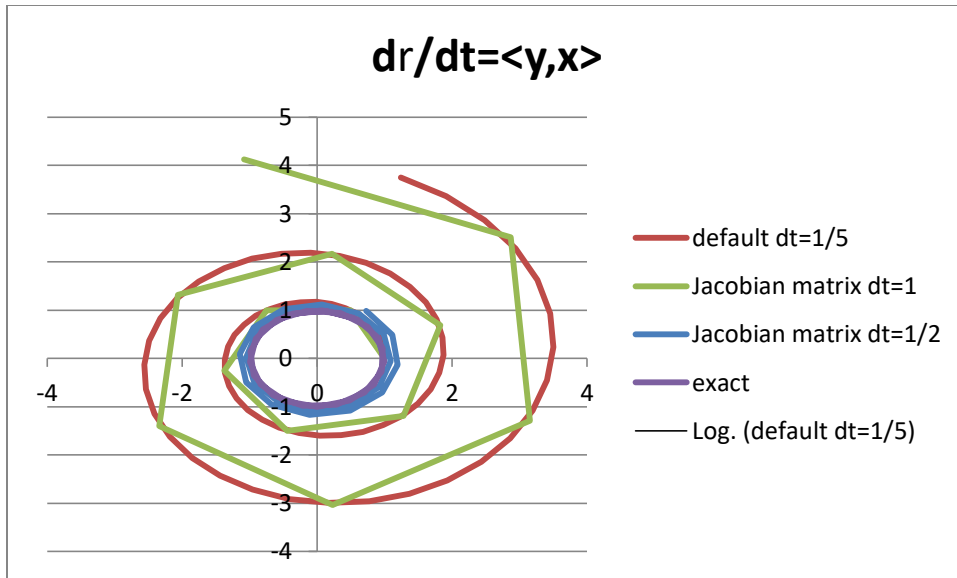 dr/dt=<y,x>
5
4
3
2
1
0
-4 -2 0 2 4
-1
-2
-3
-4
default dt=1/5
Jacobian matrix dt=1
Jacobian matrix dt=1/2
exact
Log. (default dt=1/5)